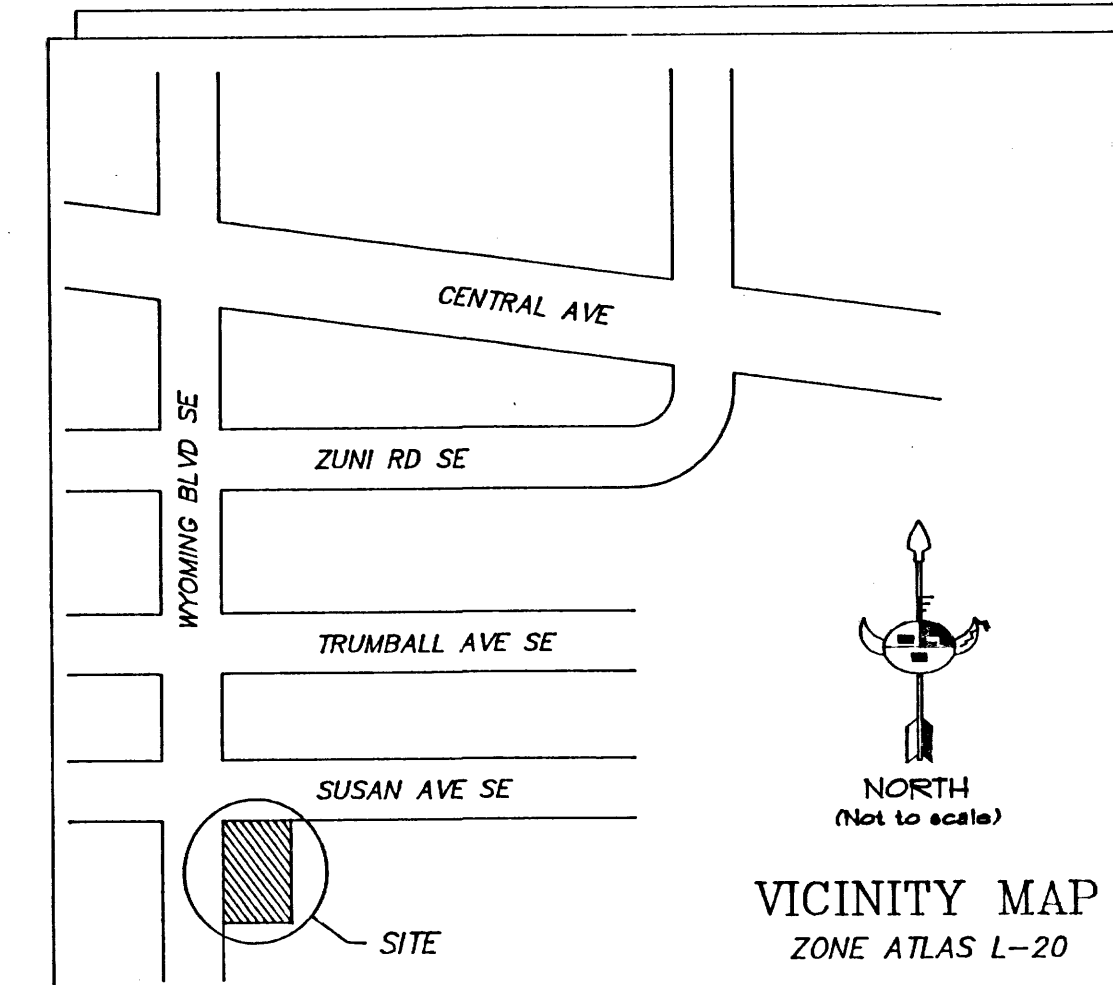 CENTRAL AVE
WYOMING BLVD SE
ZUNI RD SE
TRUMBALL AVE SE
SUSAN AVE SE
NORTH
(Not to scale)
SITE
VICINITY MAP
ZONE ATLAS L-20